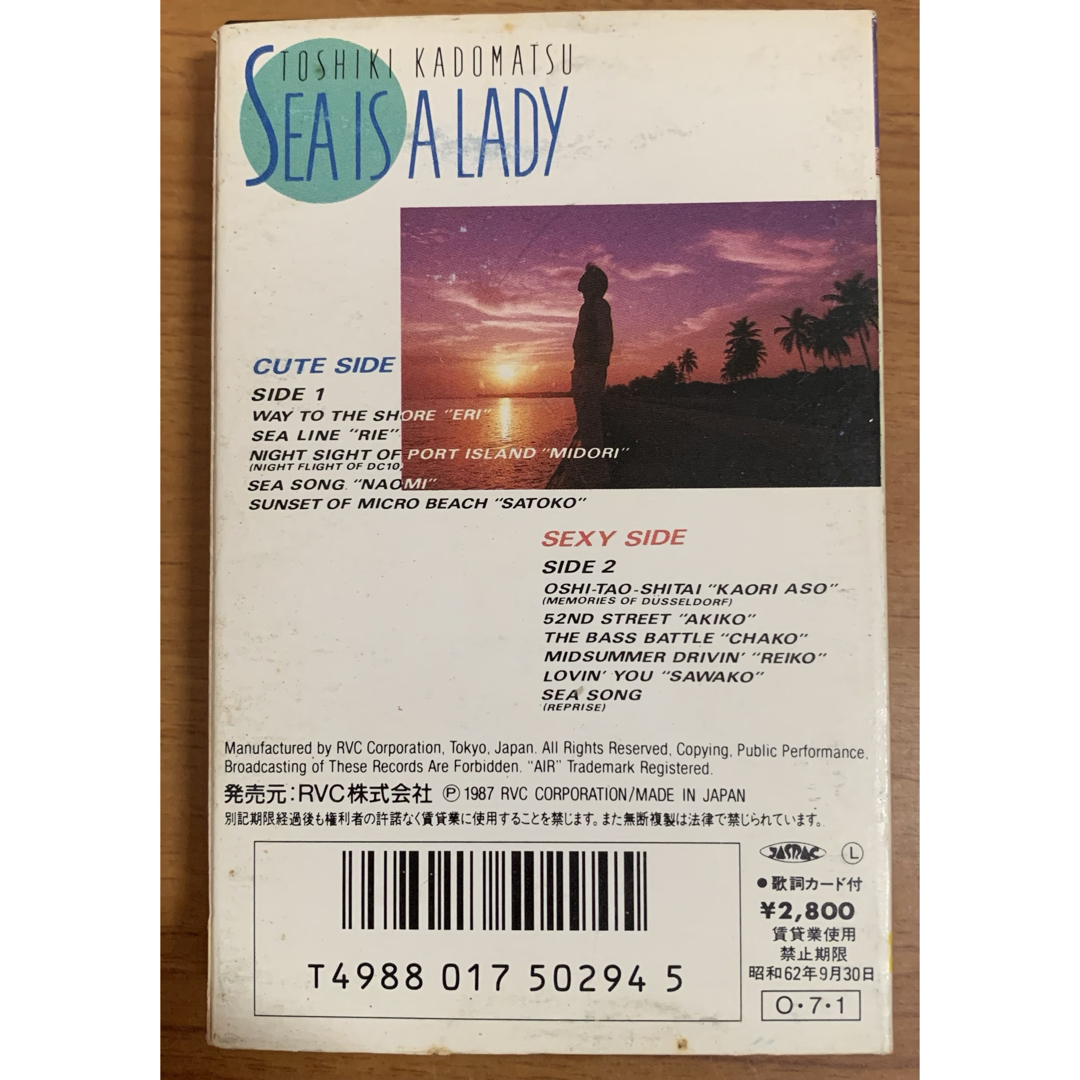 TOSHIKI KADOMATSU
SEA IS A LADY
CUTE SIDE
SIDE 1
WAY TO THE SHORE "ERI"
SEA LINE "RIE"
NIGHT SIGHT OF PORT ISLAND "MIDORI"
(NIGHT FLIGHT OF DC10)
SEA SONG "NAOMI"
SUNSET OF MICRO BEACH "SATOKO"
SEXY SIDE
SIDE 2
OSHI-TAO-SHITAI "KAORI ASO"
(MEMORIES OF DÜSSELDORF)
52ND STREET "AKIKO"
THE BASS BATTLE "CHAKO"
MIDSUMMER DRIVIN' "REIKO"
LOVIN' YOU "SAWAKO"
SEA SONG
(REPRISE)
Manufactured by RVC Corporation, Tokyo, Japan. All Rights Reserved, Copying, Public Performance,
Broadcasting of These Records Are Forbidden. "AIR" Trademark Registered.
発売元:RVC株式会社 Ⓟ 1987 RVC CORPORATION/MADE IN JAPAN
別記期限経過後も権利者の許諾なく賃貸業に使用することを禁じます。また無断複製は法律で禁じられています。
JASRAC Ⓛ
●歌詞カード付
¥2,800
賃貸業使用
禁止期限
昭和62年9月30日
O・7・1
T4988 017 50294 5